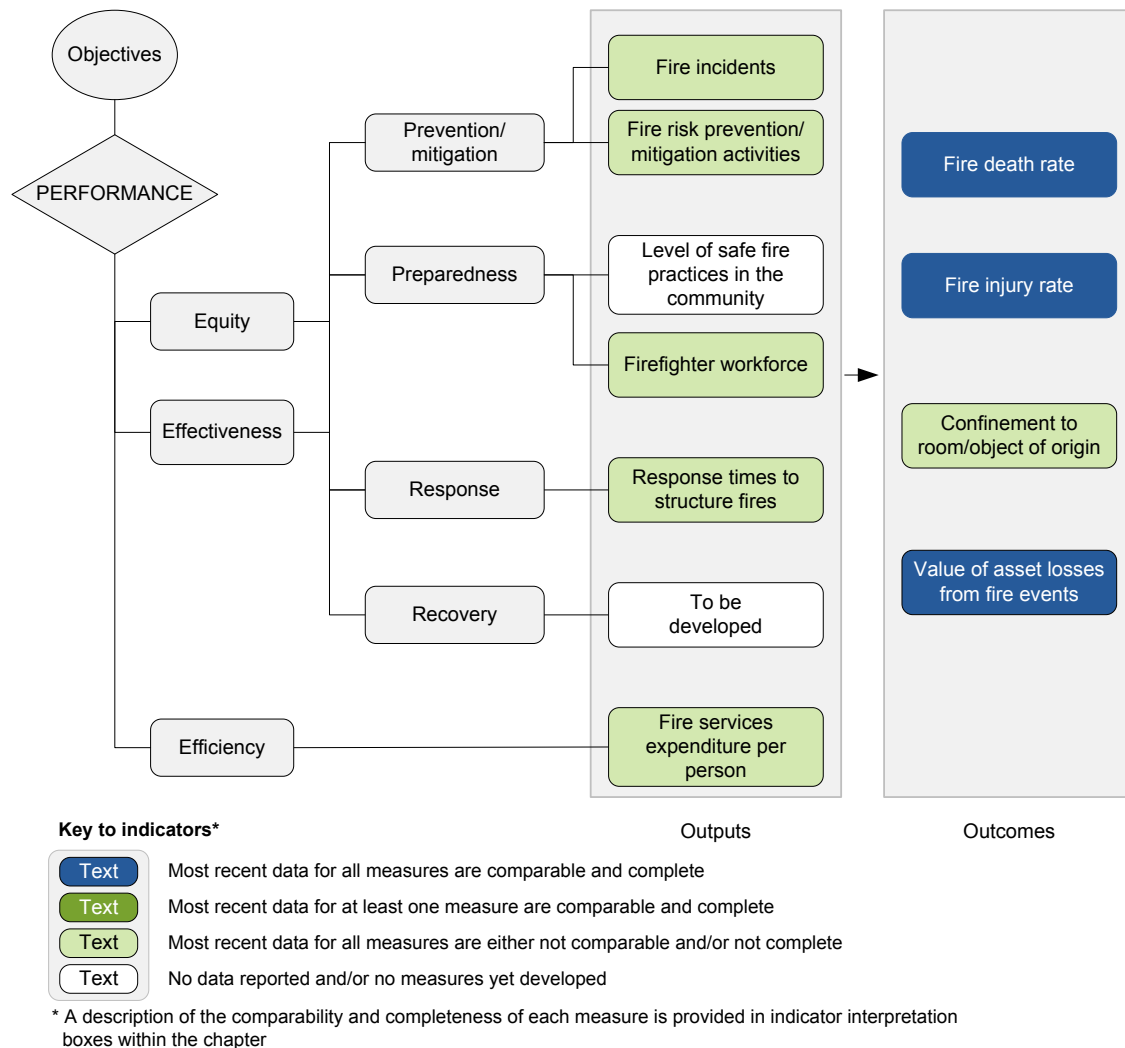 Objectives
PERFORMANCE
Equity
Effectiveness
Efficiency
Prevention/
mitigation
Preparedness
Response
Recovery
Fire incidents
Fire risk prevention/
mitigation activities
Level of safe fire
practices in the
community
Firefighter workforce
Response times to
structure fires
To be
developed
Fire services
expenditure per
person
Outputs
Fire death rate
Fire injury rate
Confinement to
room/object of origin
Value of asset losses
from fire events
Outcomes
Key to indicators*
Text Most recent data for all measures are comparable and complete
Text Most recent data for at least one measure are comparable and complete
Text Most recent data for all measures are either not comparable and/or not complete
Text No data reported and/or no measures yet developed
* A description of the comparability and completeness of each measure is provided in indicator interpretation
boxes within the chapter